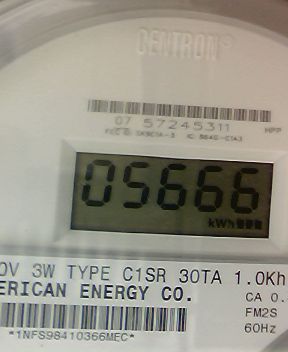 CENTRON®
07 57245311
HPP
05666
kWh
0V 3W TYPE C1SR 30TA 1.0Kh
ERICAN ENERGY CO.
CA 0.
FM2S
60Hz
*1NFS98410366MEC*